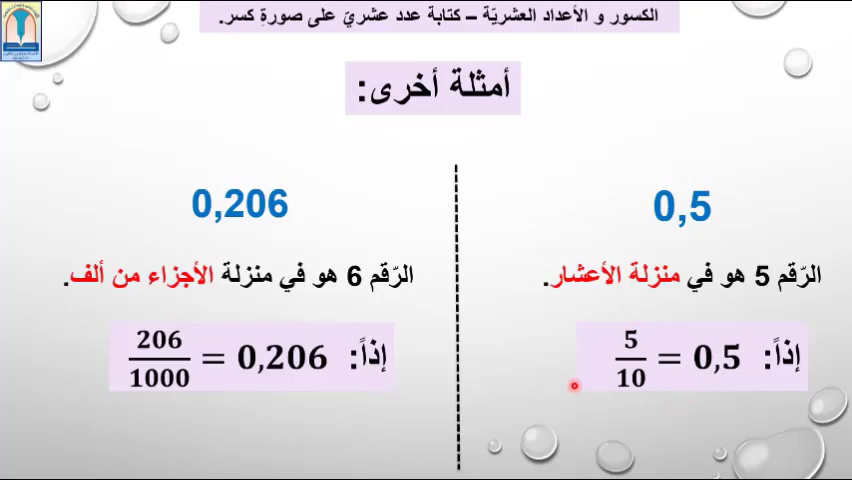 الكسور و الأعداد العشريّة – كتابة عدد عشريّ على صورةِ كسر.
أمثلة أخرى:
0,5
الرّقم 5 هو في منزلة الأعشار.
إذاً: 0,5 = 5/10
0,206
الرّقم 6 هو في منزلة الأجزاء من ألف.
إذاً: 0,206 = 206/1000